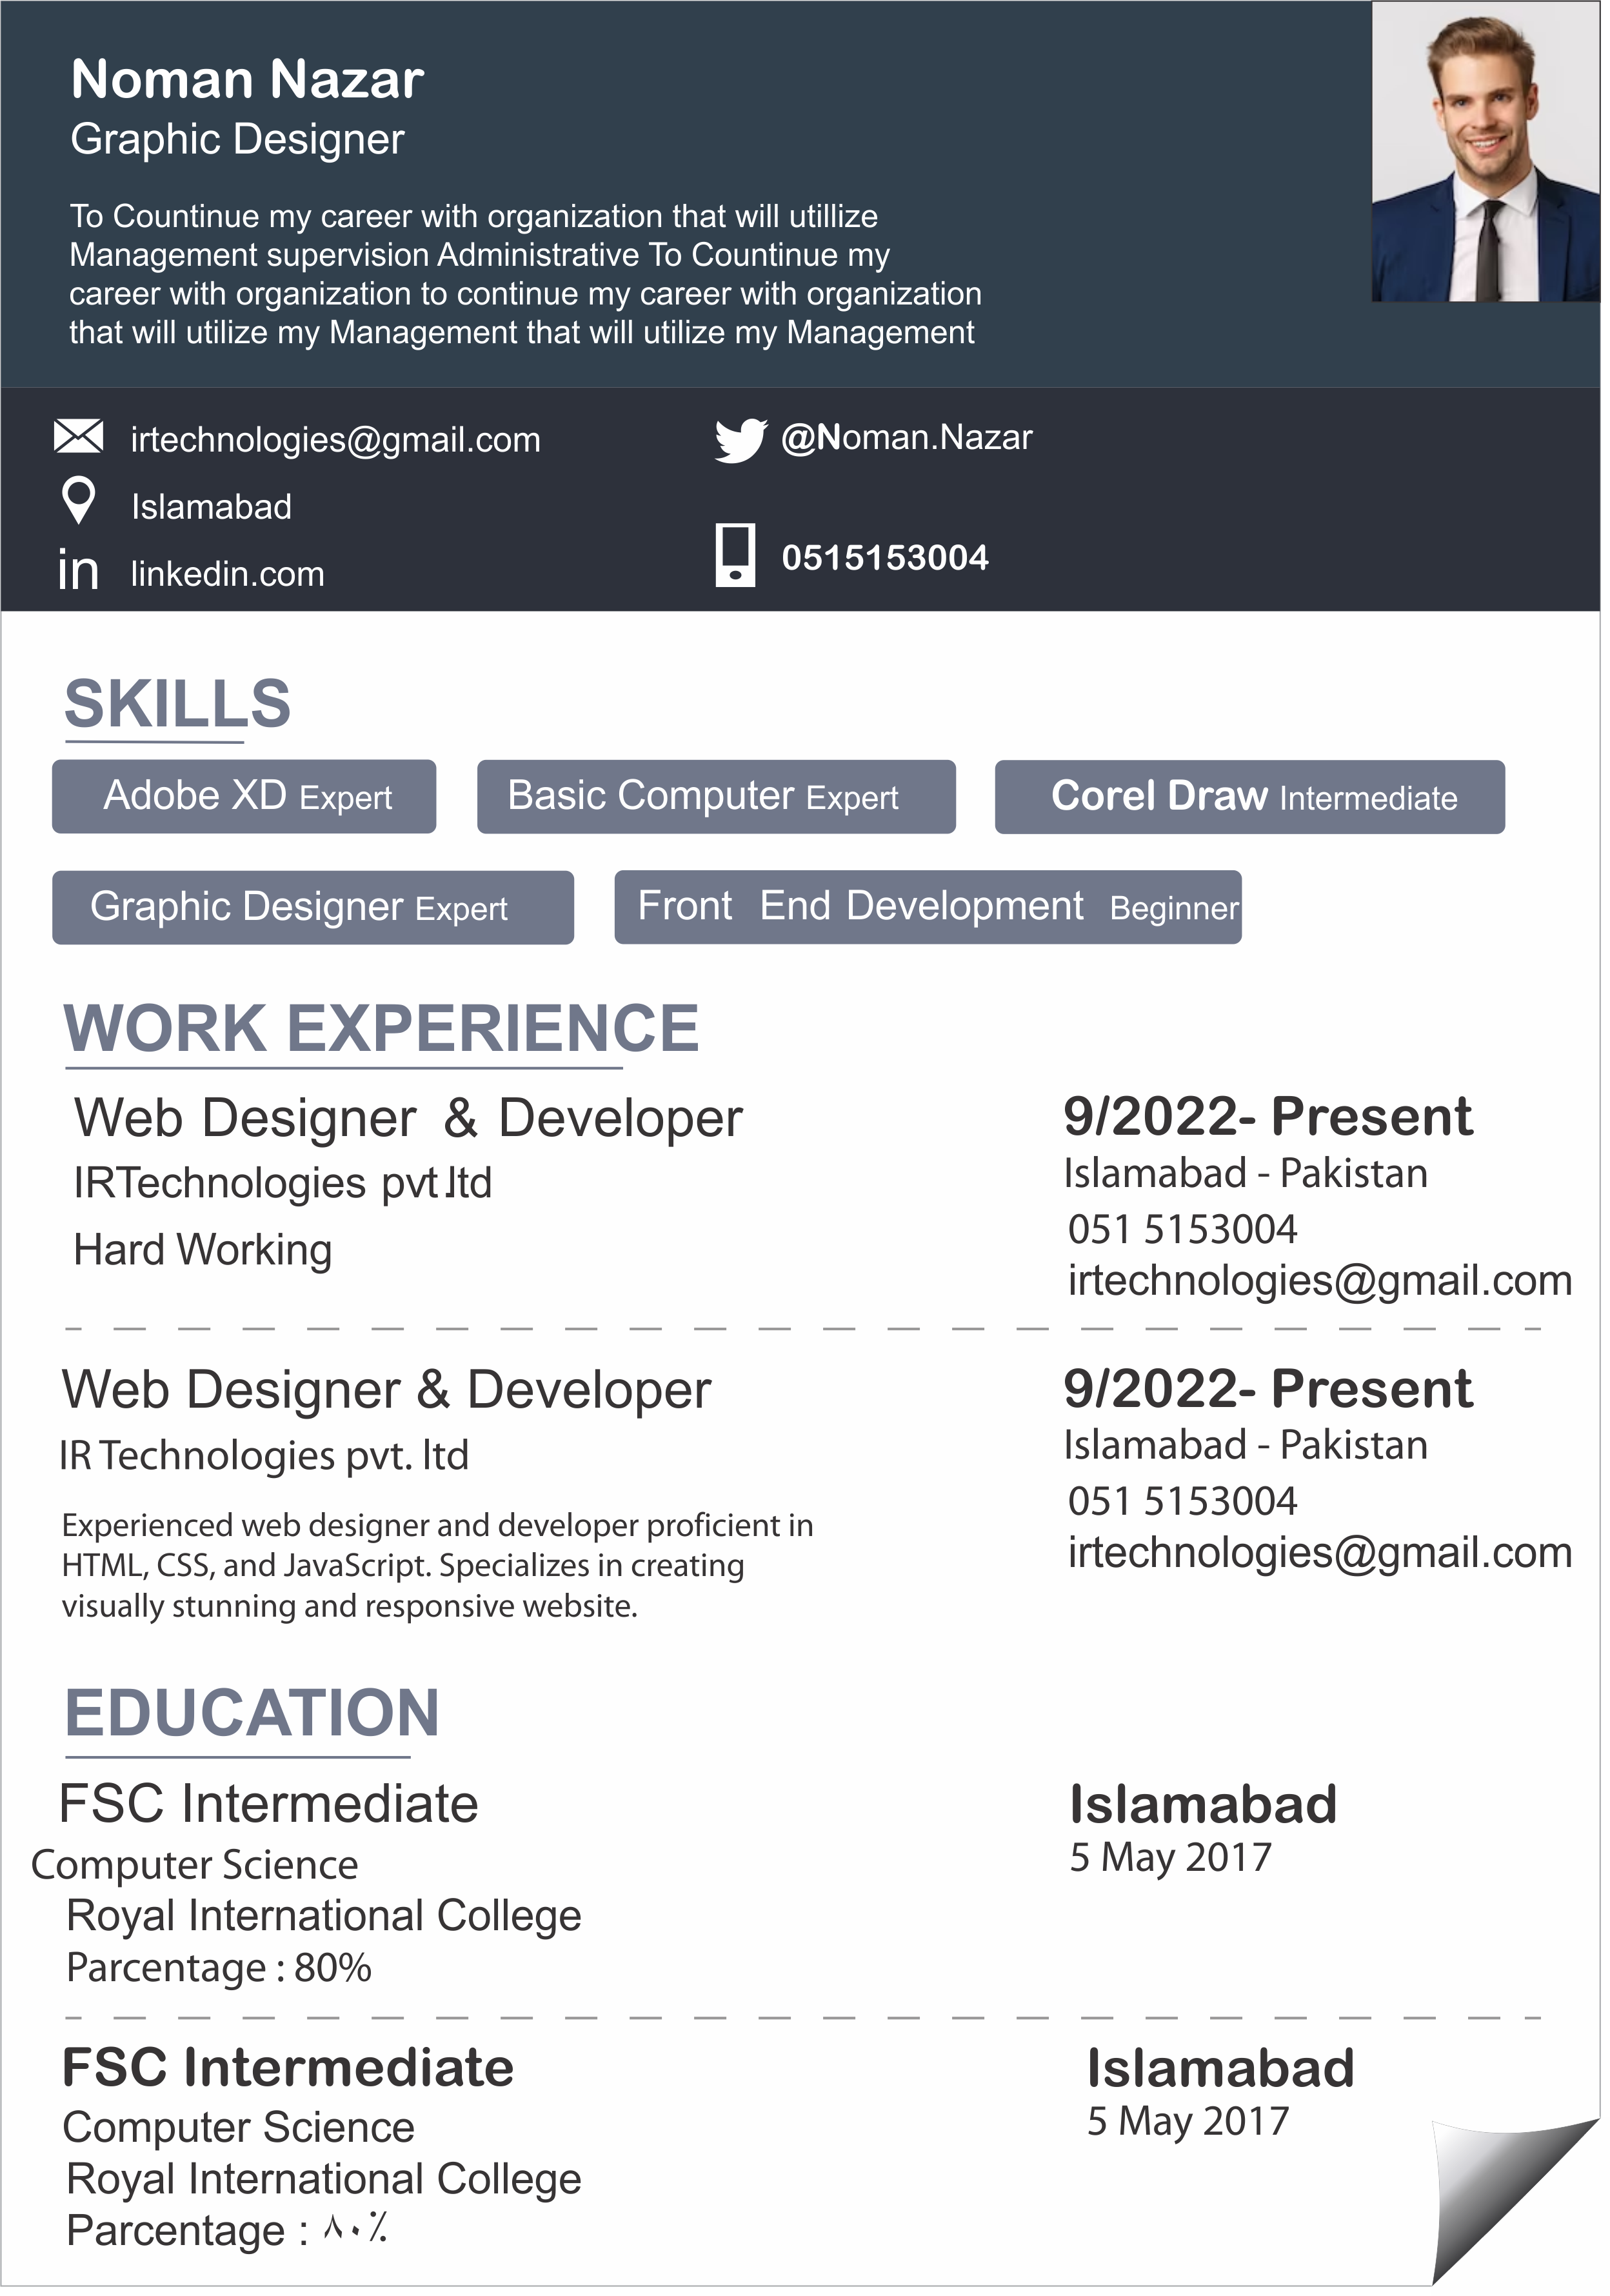 Noman Nazar
Graphic Designer
To Countinue my career with organization that will utillize
Management supervision Administrative To Countinue my
career with organization to continue my career with organization
that will utilize my Management that will utilize my Management
irtechnologies@gmail.com
@Noman.Nazar
Islamabad
in linkedin.com
0515153004
SKILLS
Adobe XD Expert
Basic Computer Expert
Corel Draw Intermediate
Graphic Designer Expert
Front End Development Beginner
WORK EXPERIENCE
Web Designer & Developer
IRTechnologies pvt.ltd
Hard Working
9/2022- Present
Islamabad - Pakistan
051 5153004
irtechnologies@gmail.com
Web Designer & Developer
IR Technologies pvt. ltd
Experienced web designer and developer proficient in
HTML, CSS, and JavaScript. Specializes in creating
visually stunning and responsive website.
9/2022- Present
Islamabad - Pakistan
051 5153004
irtechnologies@gmail.com
EDUCATION
FSC Intermediate
Computer Science
Royal International College
Parcentage : 80%
Islamabad
5 May 2017
FSC Intermediate
Computer Science
Royal International College
Parcentage : ٨٠٪
Islamabad
5 May 2017